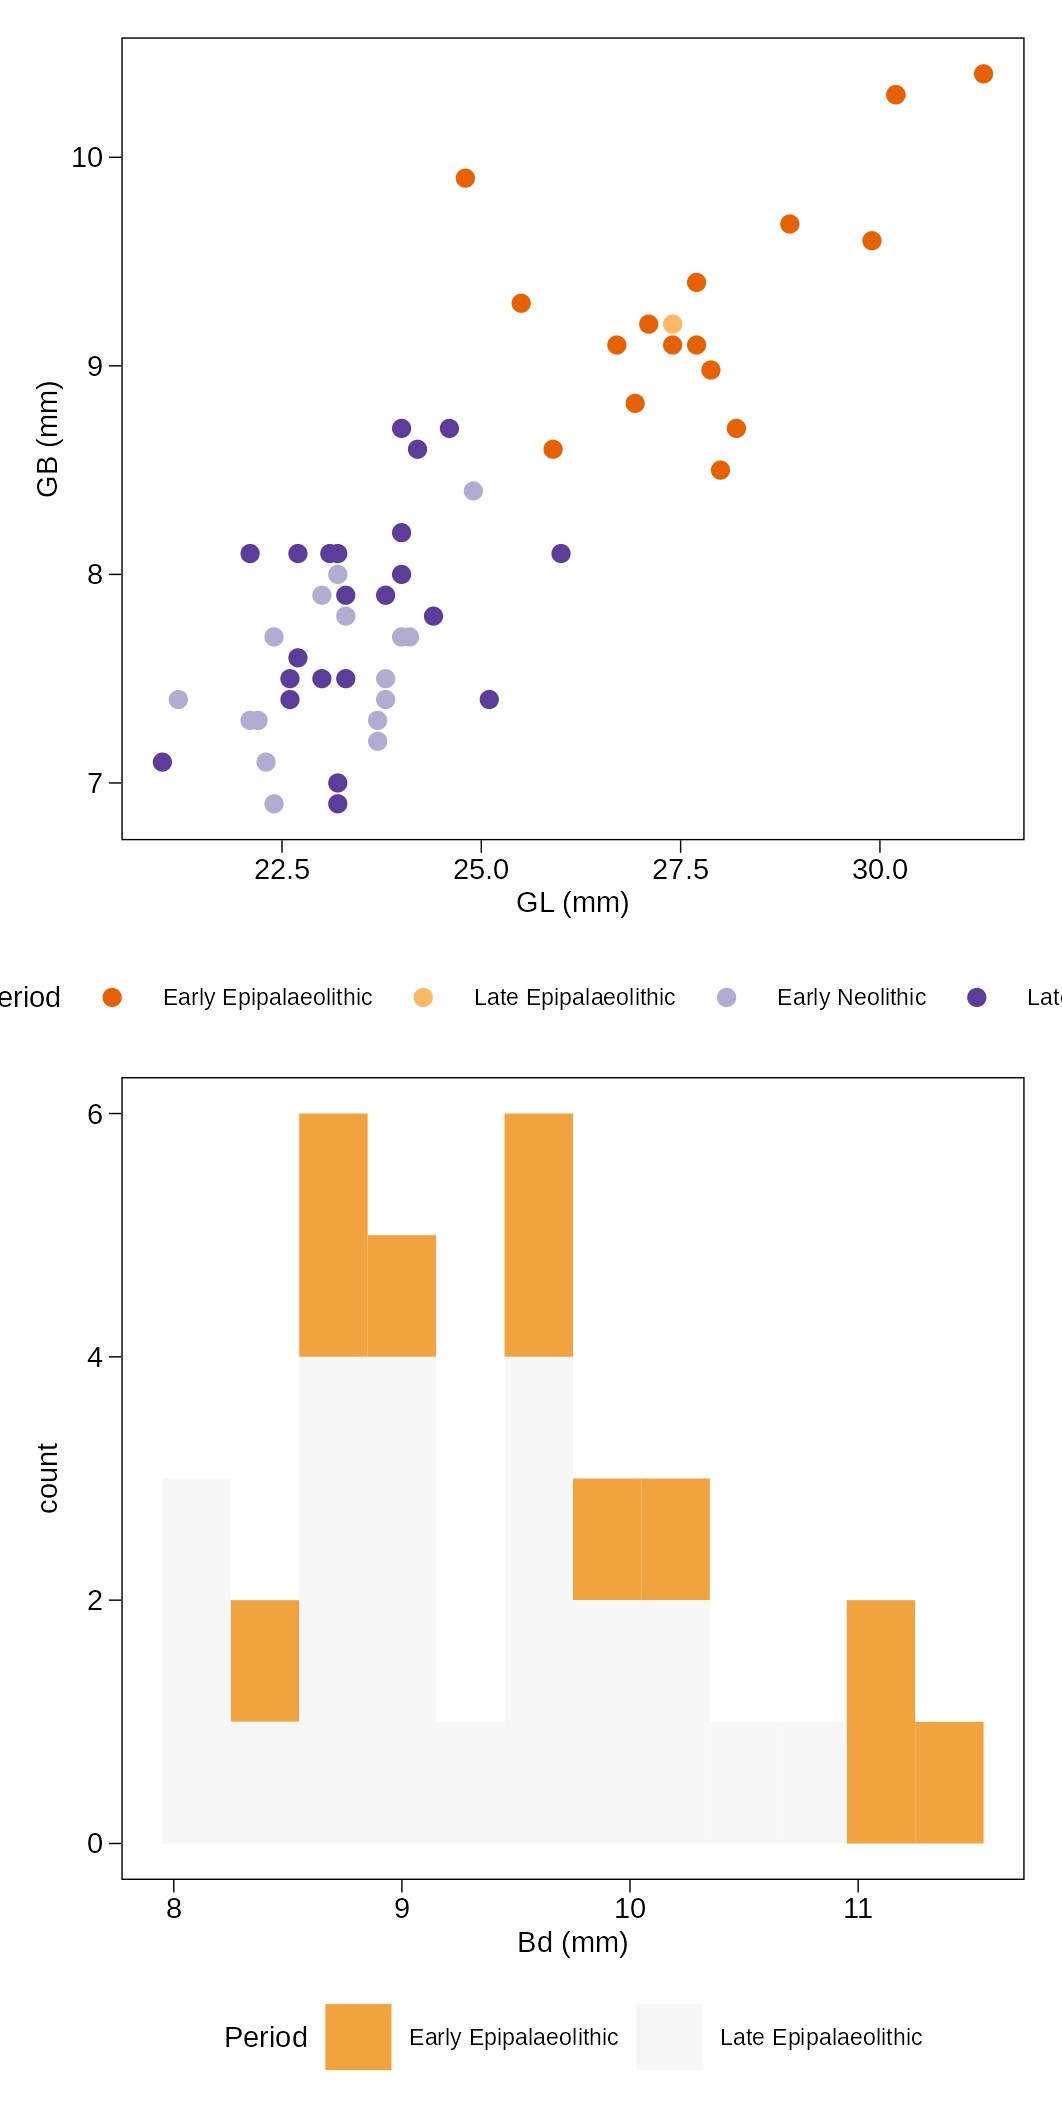 10
9
8
7
GB (mm)
22.5 25.0 27.5 30.0
GL (mm)
eriod Early Epipalaeolithic Late Epipalaeolithic Early Neolithic Lat
6
4
2
0
count
8 9 10 11
Bd (mm)
Period Early Epipalaeolithic Late Epipalaeolithic